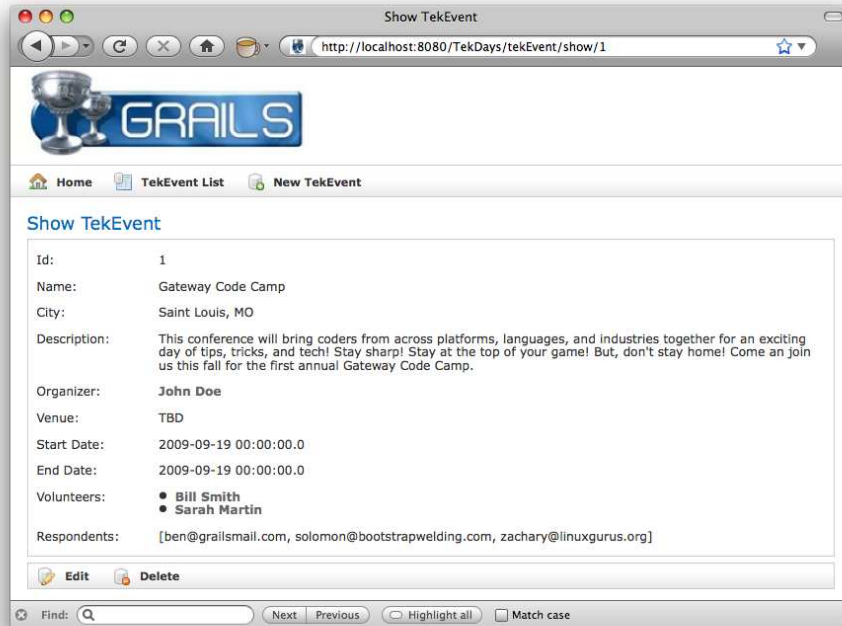 Show TekEvent
http://localhost:8080/TekDays/tekEvent/show/1
GRAILS
Home TekEvent List New TekEvent
Show TekEvent
Id: 1
Name: Gateway Code Camp
City: Saint Louis, MO
Description: This conference will bring coders from across platforms, languages, and industries together for an exciting
day of tips, tricks, and tech! Stay sharp! Stay at the top of your game! But, don't stay home! Come an join
us this fall for the first annual Gateway Code Camp.
Organizer: John Doe
Venue: TBD
Start Date: 2009-09-19 00:00:00.0
End Date: 2009-09-19 00:00:00.0
Volunteers: • Bill Smith
• Sarah Martin
Respondents: [ben@grailsmail.com, solomon@bootstrapwelding.com, zachary@linuxgurus.org]
Edit Delete
Find: Next Previous Highlight all Match case